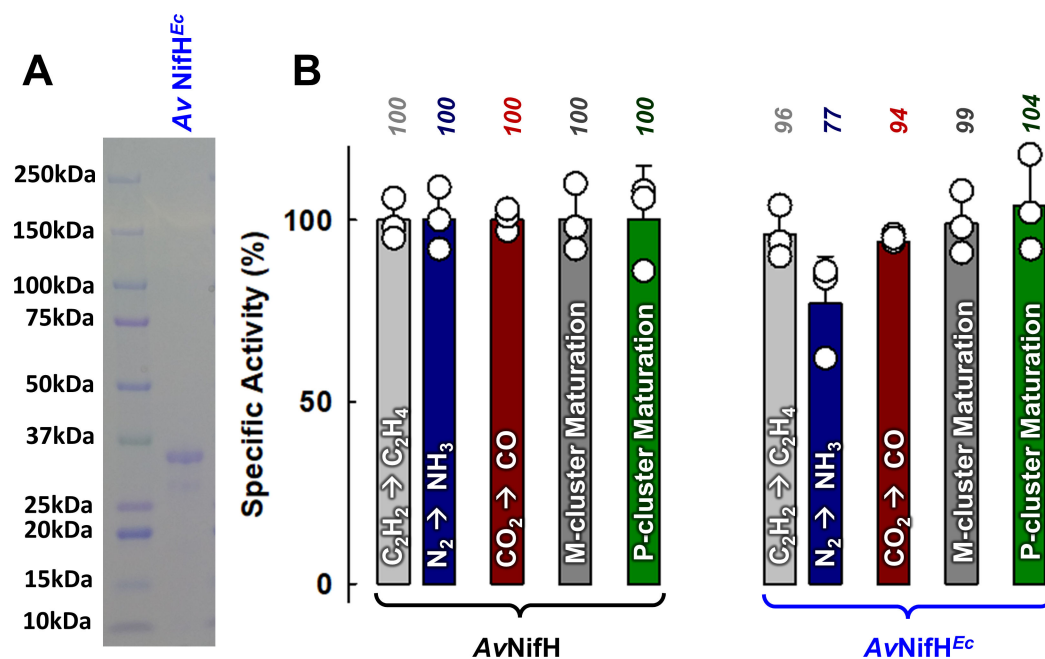 A
Av NifHEc
250kDa
150kDa
100kDa
75kDa
50kDa
37kDa
25kDa
20kDa
15kDa
10kDa
B
Specific Activity (%)
100
50
0
100
100
100
100
100
96
77
94
99
104
C2H2 → C2H4
N2 → NH3
CO2 → CO
M-cluster Maturation
P-cluster Maturation
C2H2 → C2H4
N2 → NH3
CO2 → CO
M-cluster Maturation
P-cluster Maturation
AvNifH
AvNifHEc